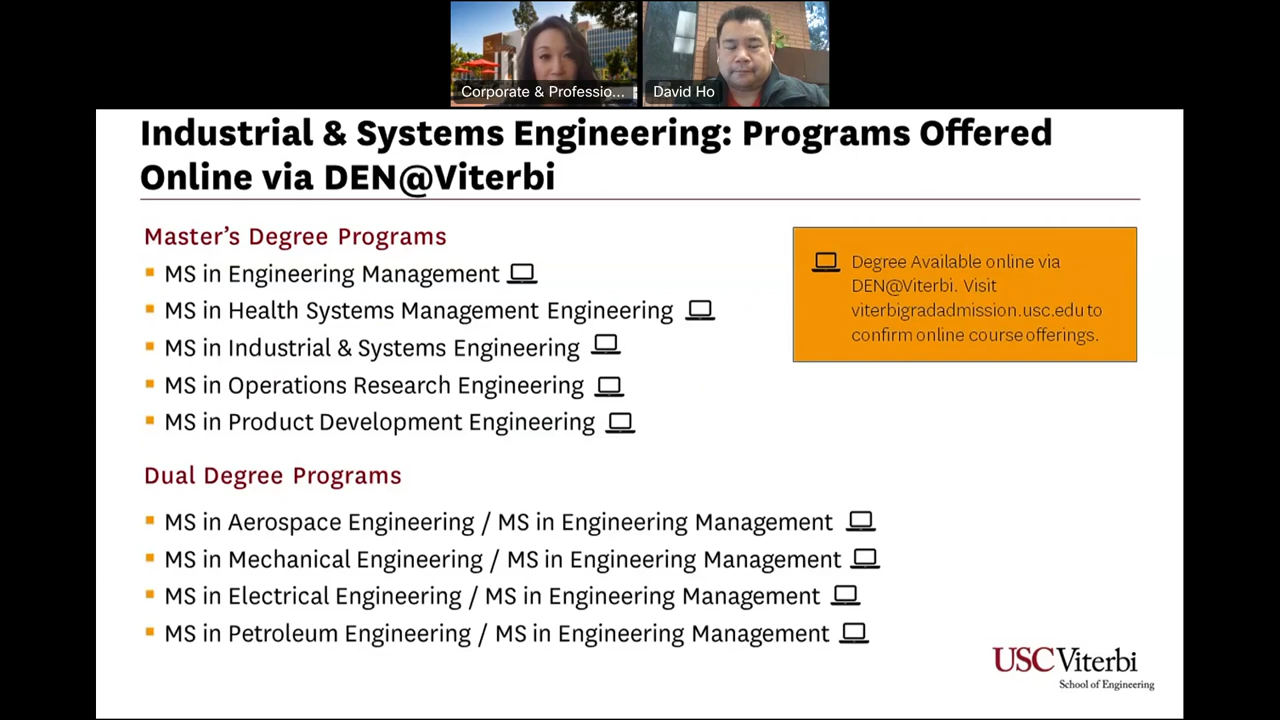 Corporate & Professio...
David Ho
Industrial & Systems Engineering: Programs Offered
Online via DEN@Viterbi
Master's Degree Programs
MS in Engineering Management
MS in Health Systems Management Engineering
MS in Industrial & Systems Engineering
MS in Operations Research Engineering
MS in Product Development Engineering
Degree Available online via
DEN@Viterbi. Visit
viterbigradadmission.usc.edu to
confirm online course offerings.
Dual Degree Programs
MS in Aerospace Engineering / MS in Engineering Management
MS in Mechanical Engineering / MS in Engineering Management
MS in Electrical Engineering / MS in Engineering Management
MS in Petroleum Engineering / MS in Engineering Management
USC Viterbi
School of Engineering